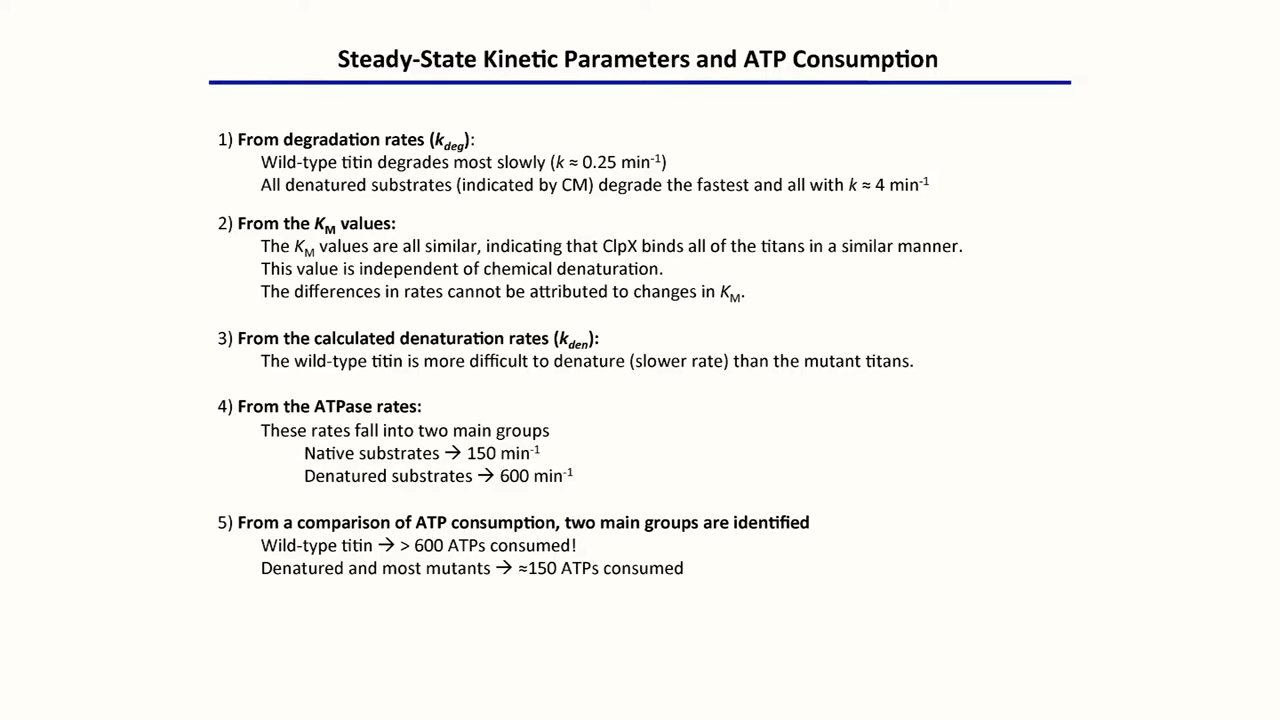 Steady-State Kinetic Parameters and ATP Consumption
1) From degradation rates (k_deg):
Wild-type titin degrades most slowly (k ≈ 0.25 min⁻¹)
All denatured substrates (indicated by CM) degrade the fastest and all with k ≈ 4 min⁻¹
2) From the K_M values:
The K_M values are all similar, indicating that ClpX binds all of the titans in a similar manner.
This value is independent of chemical denaturation.
The differences in rates cannot be attributed to changes in K_M.
3) From the calculated denaturation rates (k_den):
The wild-type titin is more difficult to denature (slower rate) than the mutant titans.
4) From the ATPase rates:
These rates fall into two main groups
Native substrates → 150 min⁻¹
Denatured substrates → 600 min⁻¹
5) From a comparison of ATP consumption, two main groups are identified
Wild-type titin → > 600 ATPs consumed!
Denatured and most mutants → ≈150 ATPs consumed